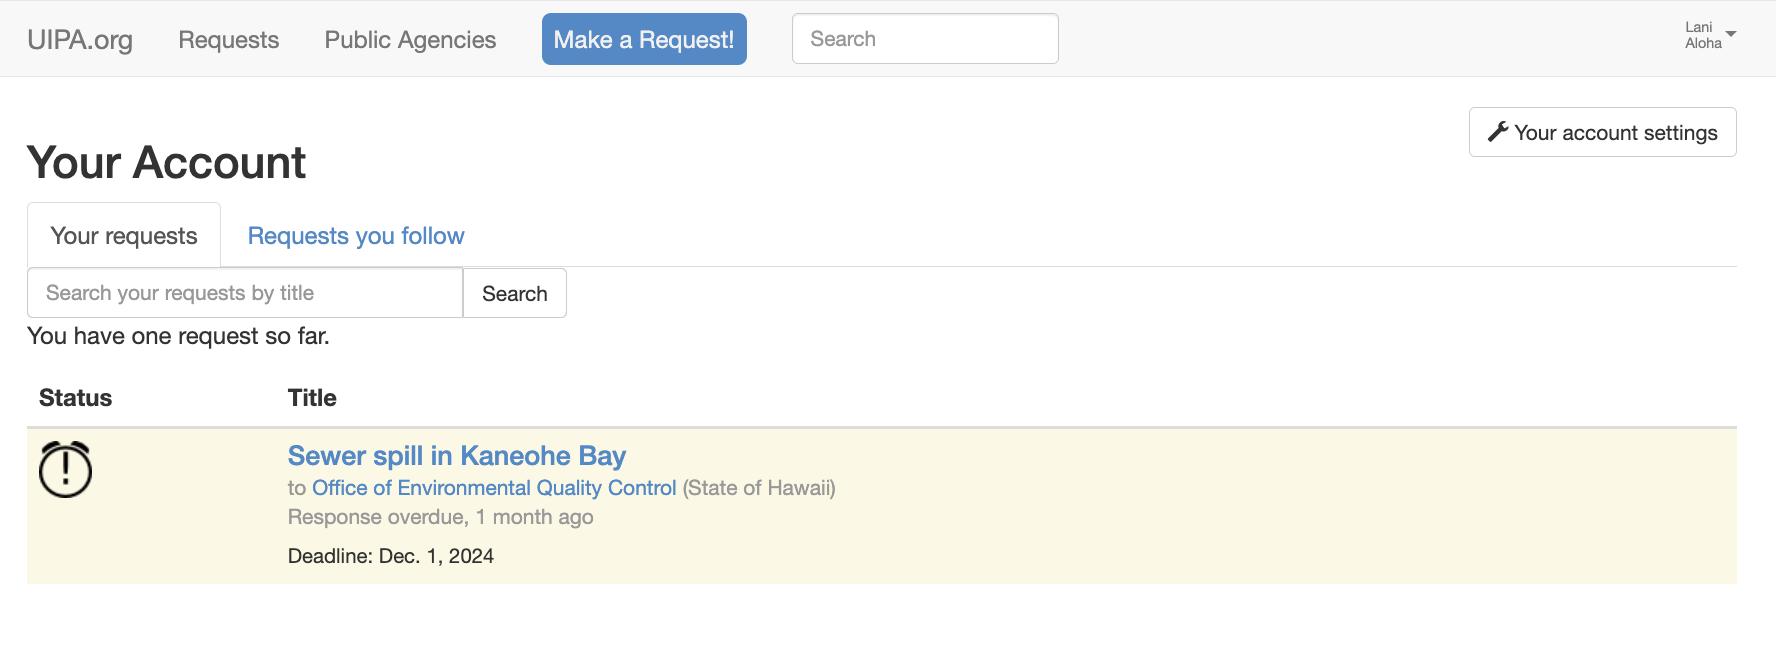 UIPA.org Requests Public Agencies Make a Request! Search Lani Aloha
Your account settings
Your Account
Your requests Requests you follow
Search your requests by title Search
You have one request so far.
Status Title
Sewer spill in Kaneohe Bay
to Office of Environmental Quality Control (State of Hawaii)
Response overdue, 1 month ago
Deadline: Dec. 1, 2024